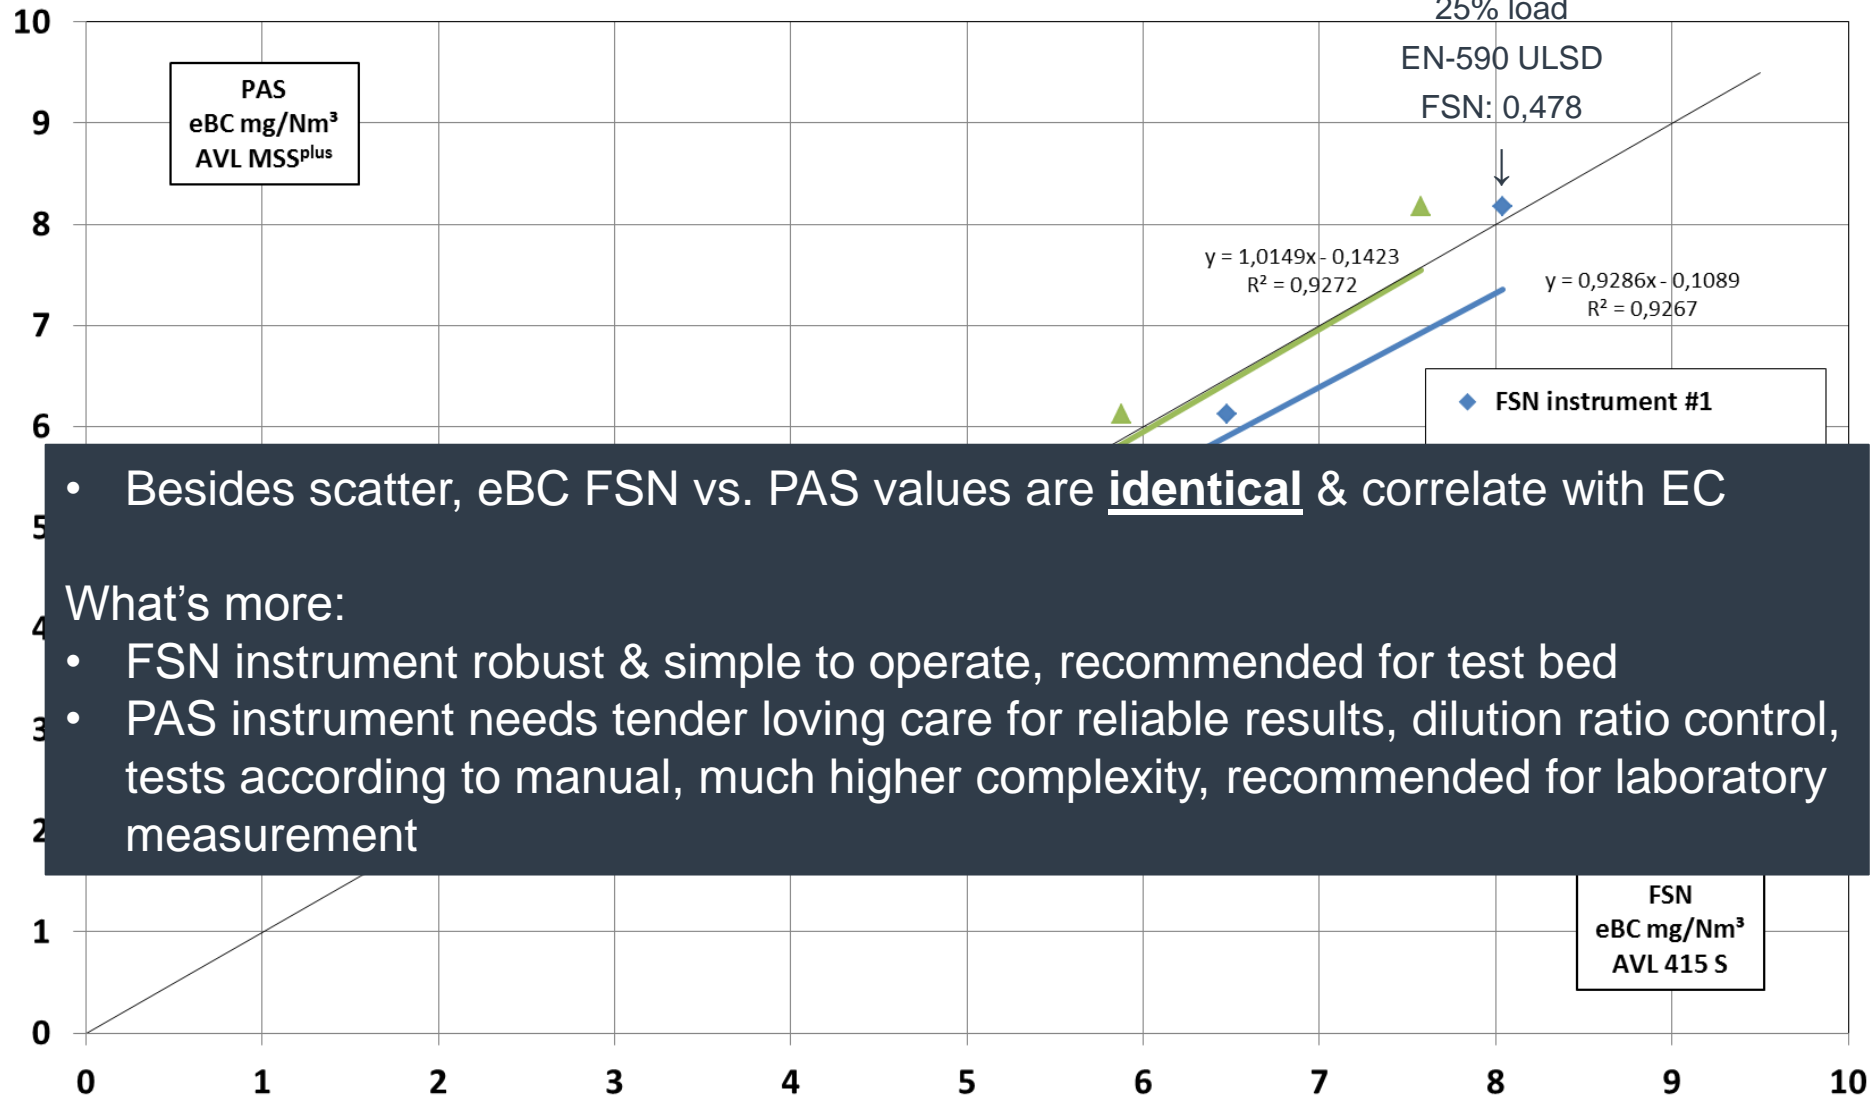 10
25% load
EN-590 ULSD
FSN: 0,478
PAS
eBC mg/Nm³
AVL MSSplus
9
8
y = 1,0149x - 0,1423
R² = 0,9272
y = 0,9286x - 0,1089
R² = 0,9267
7
FSN instrument #1
6
• Besides scatter, eBC FSN vs. PAS values are identical & correlate with EC
5
What's more:
4
• FSN instrument robust & simple to operate, recommended for test bed
• PAS instrument needs tender loving care for reliable results, dilution ratio control,
3
tests according to manual, much higher complexity, recommended for laboratory
measurement
2
FSN
eBC mg/Nm³
AVL 415 S
1
0
0 1 2 3 4 5 6 7 8 9 10